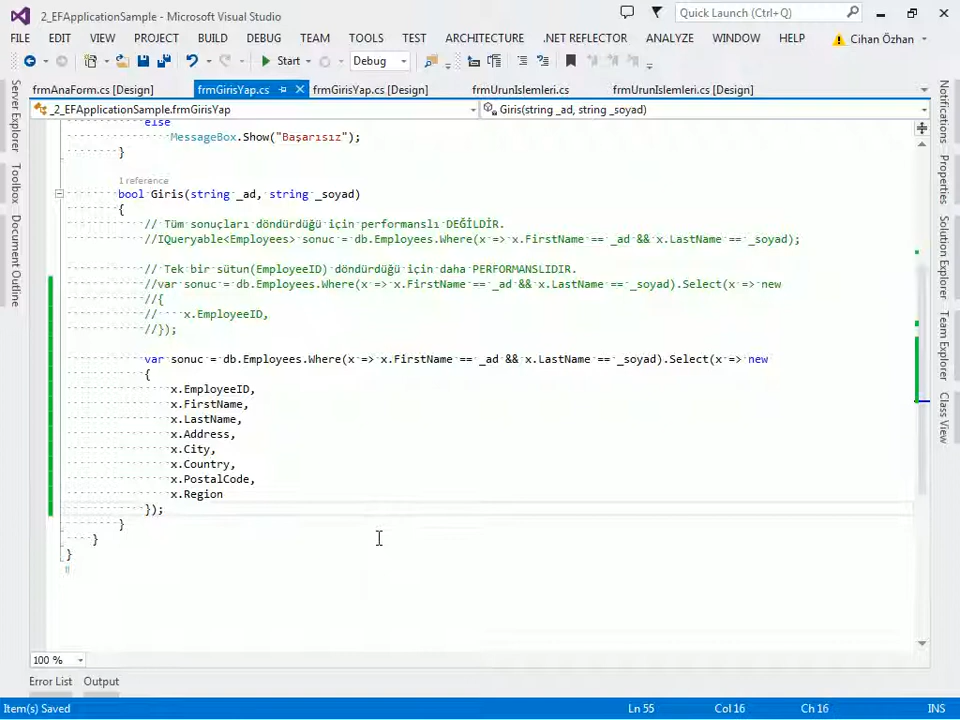 2_EFApplicationSample - Microsoft Visual Studio
Quick Launch (Ctrl+Q)
FILE EDIT VIEW PROJECT BUILD DEBUG TEAM TOOLS TEST ARCHITECTURE .NET REFLECTOR ANALYZE WINDOW HELP Cihan Özhan
Start Debug
frmAnaForm.cs [Design] frmGirisYap.cs frmGirisYap.cs [Design] frmUrunIslemleri.cs frmUrunIslemleri.cs [Design]
_2_EFApplicationSample.frmGirisYap Giris(string _ad, string _soyad)
else
MessageBox.Show("Başarısız");
}
1 reference
bool Giris(string _ad, string _soyad)
{
// Tüm sonuçları döndürdüğü için performanslı DEĞİLDİR.
//IQueryable<Employees> sonuc = db.Employees.Where(x => x.FirstName == _ad && x.LastName == _soyad);
// Tek bir sütun(EmployeeID) döndürdüğü için daha PERFORMANSLIDIR.
//var sonuc = db.Employees.Where(x => x.FirstName == _ad && x.LastName == _soyad).Select(x => new
//{
// x.EmployeeID,
//});
var sonuc = db.Employees.Where(x => x.FirstName == _ad && x.LastName == _soyad).Select(x => new
{
x.EmployeeID,
x.FirstName,
x.LastName,
x.Address,
x.City,
x.Country,
x.PostalCode,
x.Region
});
}
}
}
100 %
Error List Output
Item(s) Saved Ln 55 Col 16 Ch 16 INS
Server Explorer
Toolbox
Document Outline
Notifications
Properties
Solution Explorer
Team Explorer
Class View